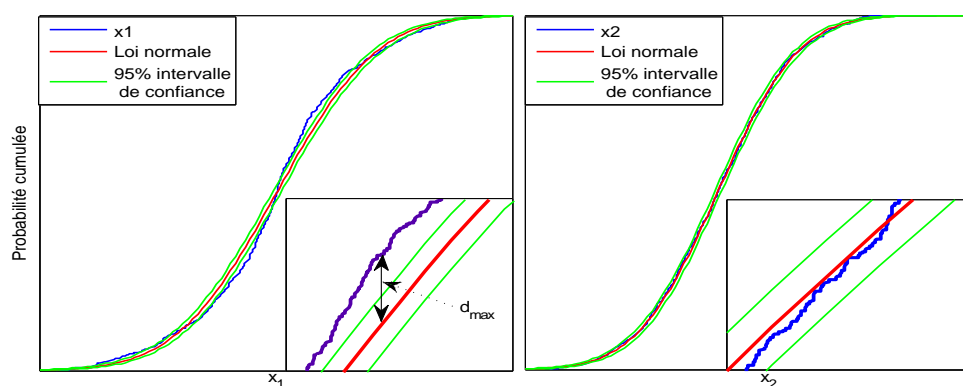 Probabilité cumulée
x1
Loi normale
95% intervalle
de confiance
d_max
x_1
x2
Loi normale
95% intervalle
de confiance
x_2